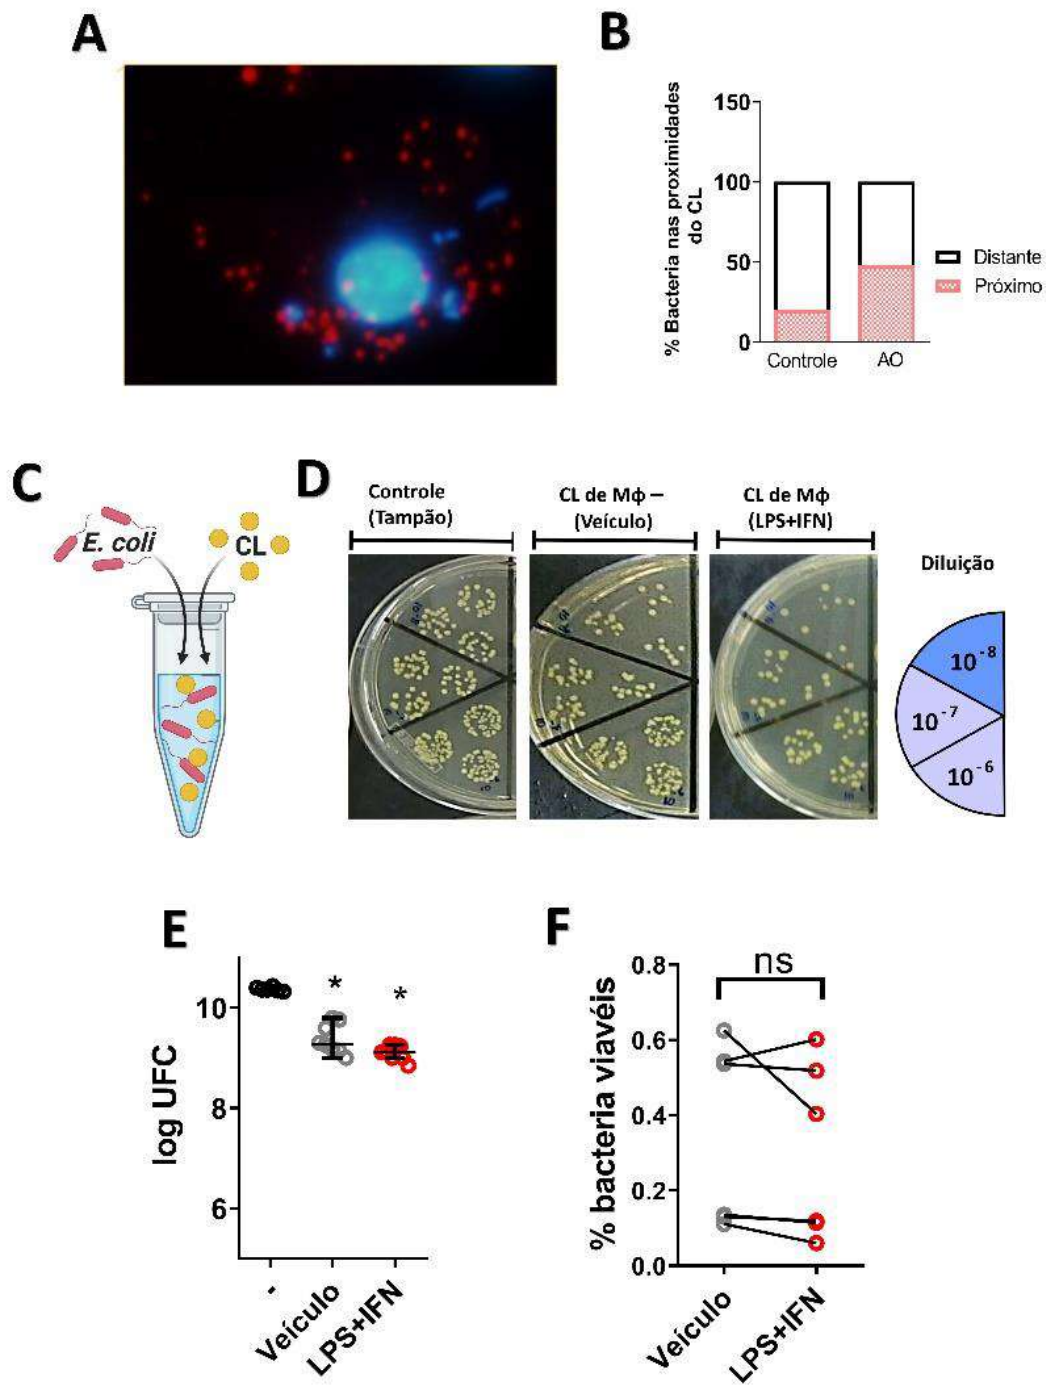 A
B
% Bacteria nas proximidades
do CL
150
100
50
0
Controle
AO
Distante
Próximo
C
E. coli
CL
D
Controle
(Tampão)
CL de Mϕ –
(Veículo)
CL de Mϕ
(LPS+IFN)
Diluição
10⁻⁸
10⁻⁷
10⁻⁶
E
log UFC
10
8
6
*
*
-
Veículo
LPS+IFN
F
% bacteria viavéis
0.8
0.6
0.4
0.2
0.0
ns
Veículo
LPS+IFN